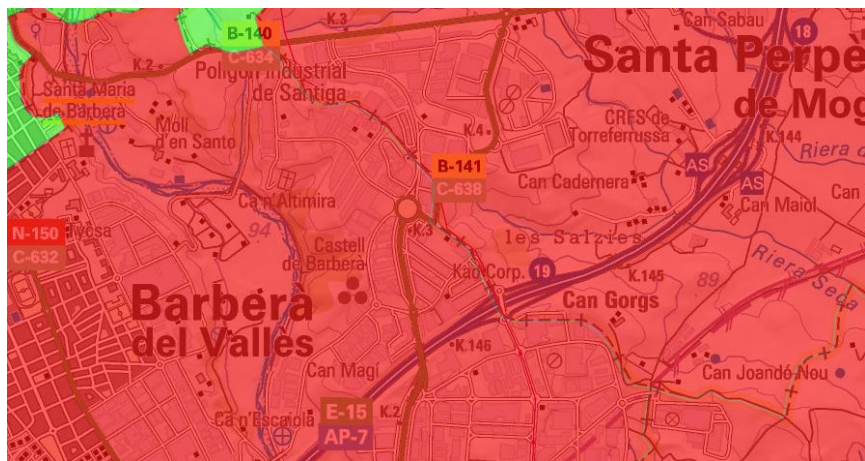 Can Sabau
18
K.3
B-140
C-634
Santa Perpè
de Mog
K.2
Polígon Industrial
de Santiga
Santa Maria
de Barberà
CRFS de
Torreferrussa
K.144
Molí
d'en Santo
K.4
Riera d
B-141
C-638
AS
AS
Can Cadernera
Can
Ca n'Altimira
Can Maiol
N-150
C-632
Tycsa
94
K.3
les Salzies
Castell
de Barberà
Kao Corp.
19
K.145
89
Riera Seca
Barberà
del Vallès
Can Gorgs
K.146
Can Magí
Can Joandó Nou
E-15
AP-7
K.2
Ca n'Escaiola